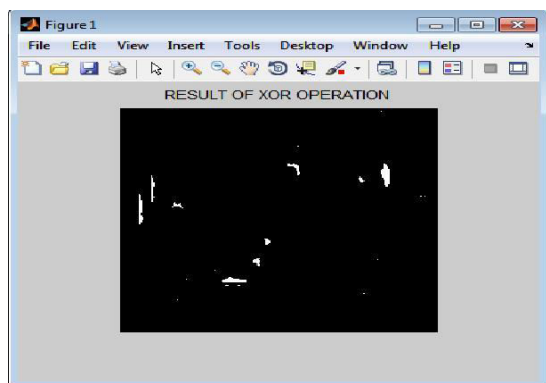 Figure 1
File Edit View Insert Tools Desktop Window Help
RESULT OF XOR OPERATION